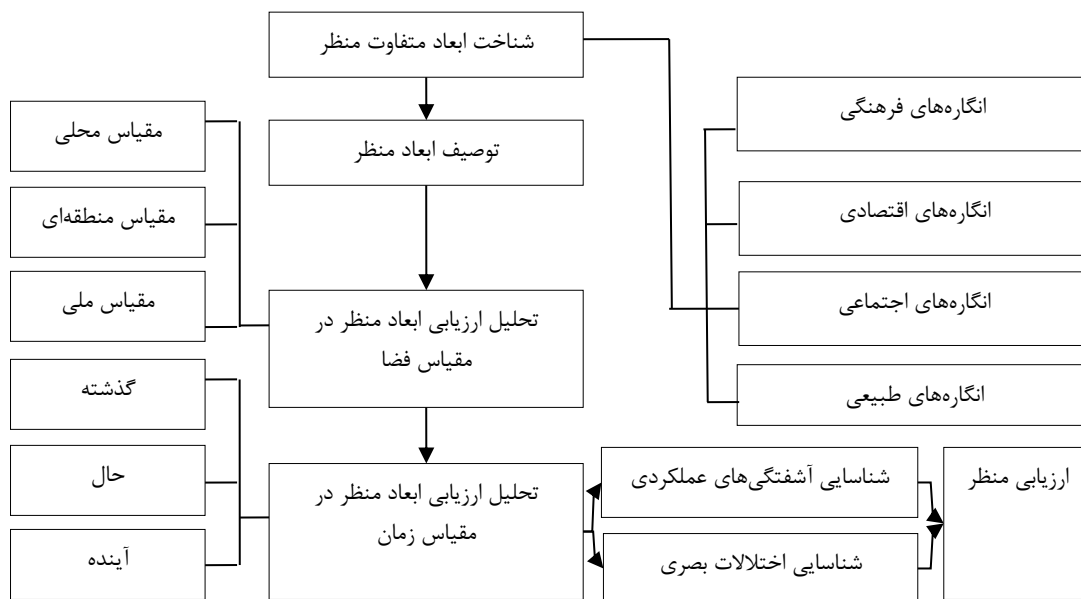 شناخت ابعاد متفاوت منظر
توصیف ابعاد منظر
تحلیل ارزیابی ابعاد منظر در
مقیاس فضا
تحلیل ارزیابی ابعاد منظر در
مقیاس زمان
انگاره‌های فرهنگی
انگاره‌های اقتصادی
انگاره‌های اجتماعی
انگاره‌های طبیعی
مقیاس محلی
مقیاس منطقه‌ای
مقیاس ملی
گذشته
حال
آینده
شناسایی آشفتگی‌های عملکردی
شناسایی اختلالات بصری
ارزیابی منظر